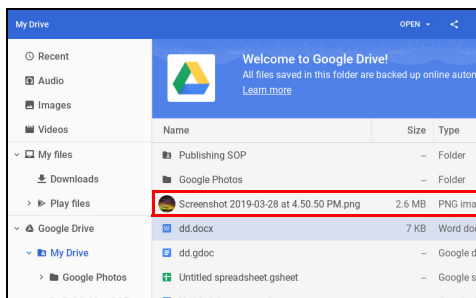 My Drive
OPEN
Recent
Audio
Images
Videos
My files
Downloads
Play files
Google Drive
My Drive
Google Photos
Welcome to Google Drive!
All files saved in this folder are backed up online auton
Learn more
Name Size Type
Publishing SOP – Folder
Google Photos – Folder
Screenshot 2019-03-28 at 4.50.50 PM.png 2.6 MB PNG ima
dd.docx 7 KB Word do
dd.gdoc – Google d
Untitled spreadsheet.gsheet – Google s